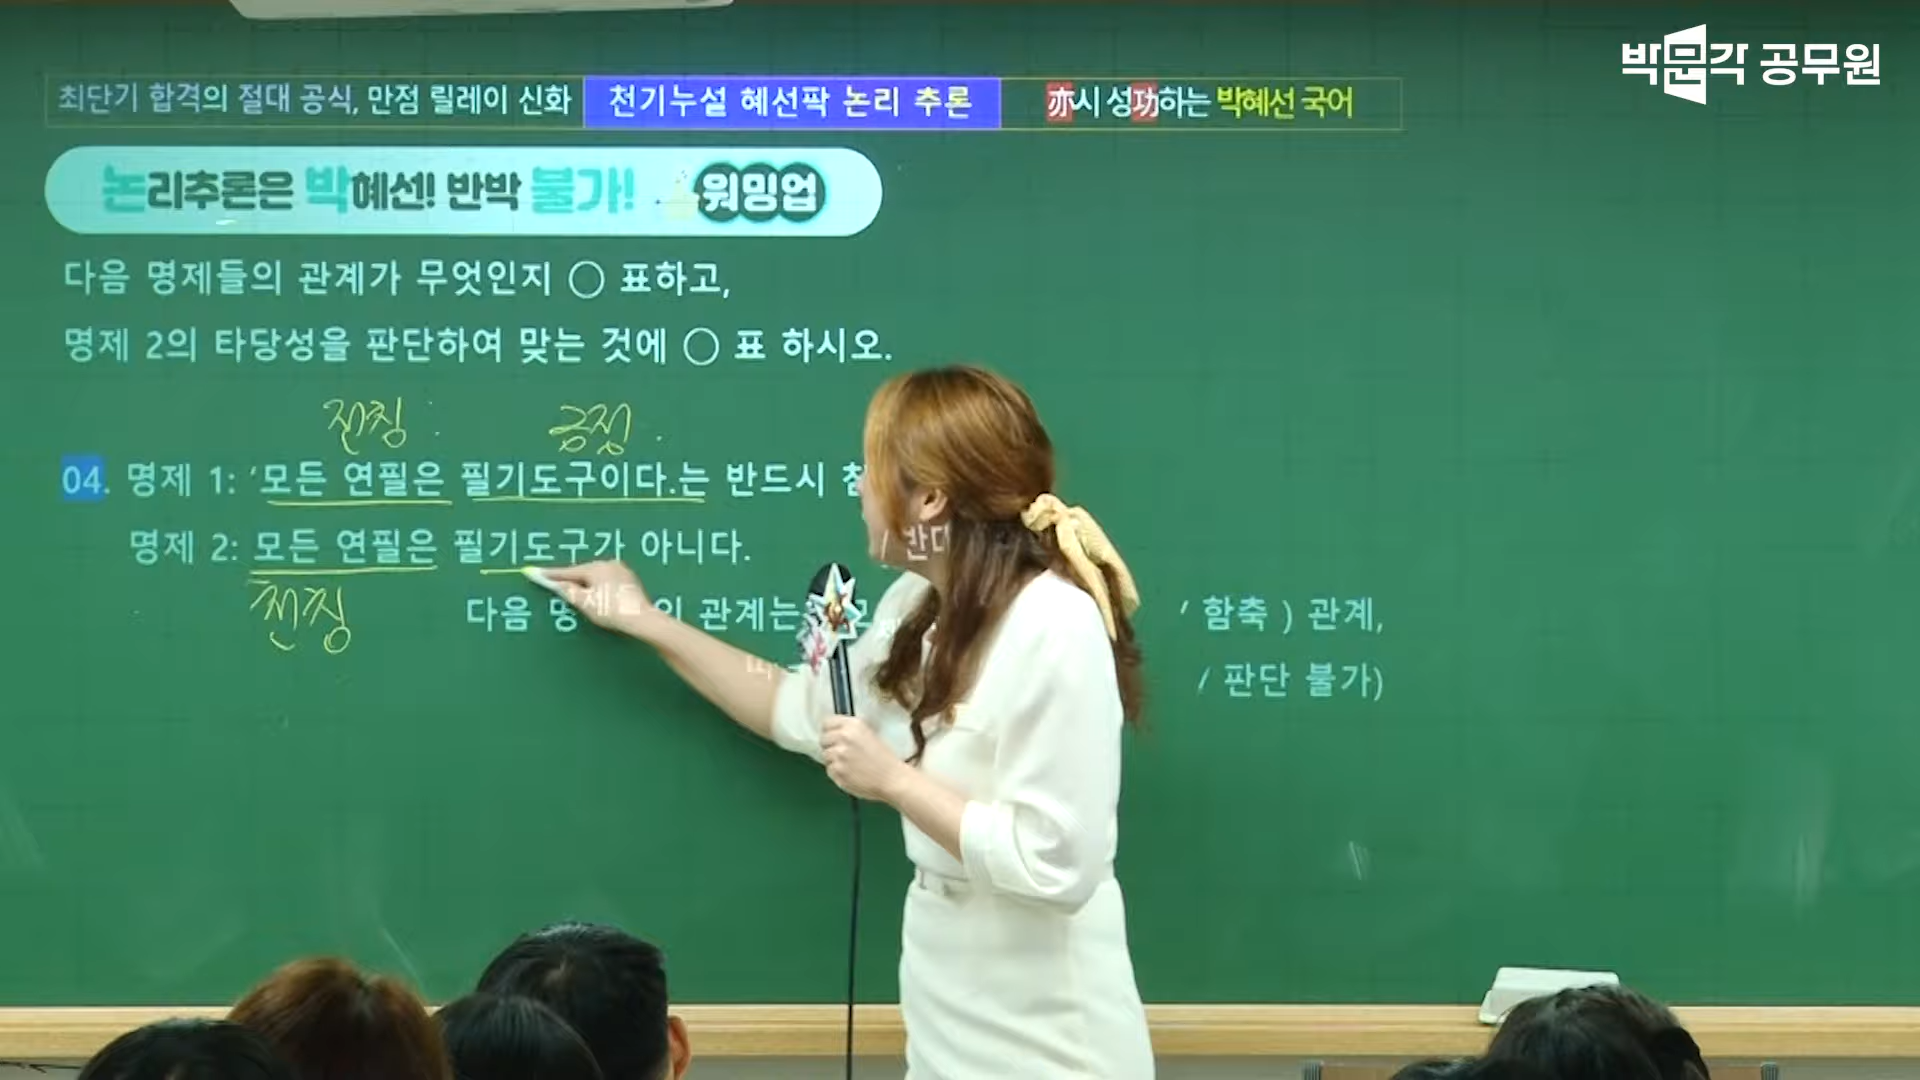 박문각 공무원
최단기 합격의 절대 공식, 만점 릴레이 신화 천기누설 혜선팍 논리 추론 亦시 성功하는 박혜선 국어
논리추론은 박혜선! 반박 불가! 워밍업
다음 명제들의 관계가 무엇인지 ○ 표하고,
명제 2의 타당성을 판단하여 맞는 것에 ○ 표 하시오.
전칭 긍정
04. 명제 1: ‘모든 연필은 필기도구이다.는 반드시
명제 2: 모든 연필은 필기도구가 아니다.
/ 반대
전칭
다음 명제들의 관계는 / 함축 ) 관계,
/ 판단 불가)